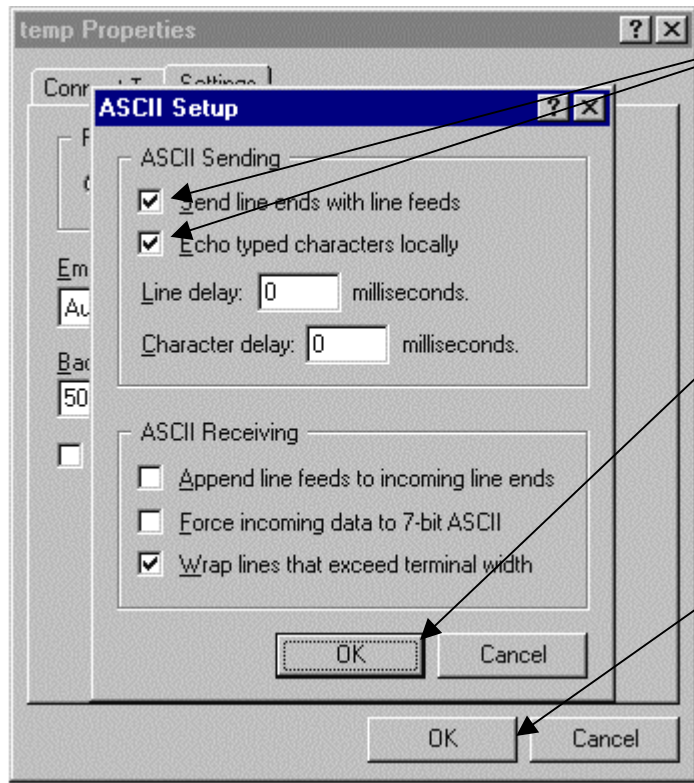 temp Properties
Settings
ASCII Setup
ASCII Sending
Send line ends with line feeds
Echo typed characters locally
Line delay: 0 milliseconds.
Character delay: 0 milliseconds.
ASCII Receiving
Append line feeds to incoming line ends
Force incoming data to 7-bit ASCII
Wrap lines that exceed terminal width
OK Cancel
OK Cancel